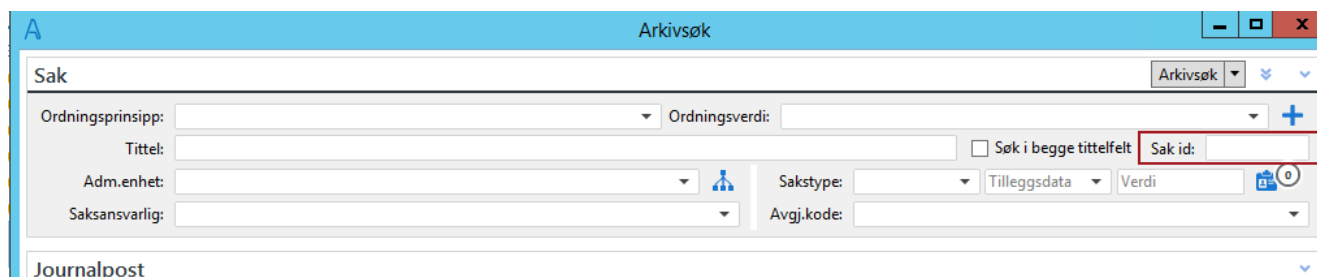 Arkivsøk
Sak Arkivsøk
Ordningsprinsipp: Ordningsverdi:
Tittel: Søk i begge tittelfelt Sak id:
Adm.enhet: Sakstype: Tilleggsdata Verdi 0
Saksansvarlig: Avgj.kode:
Journalpost